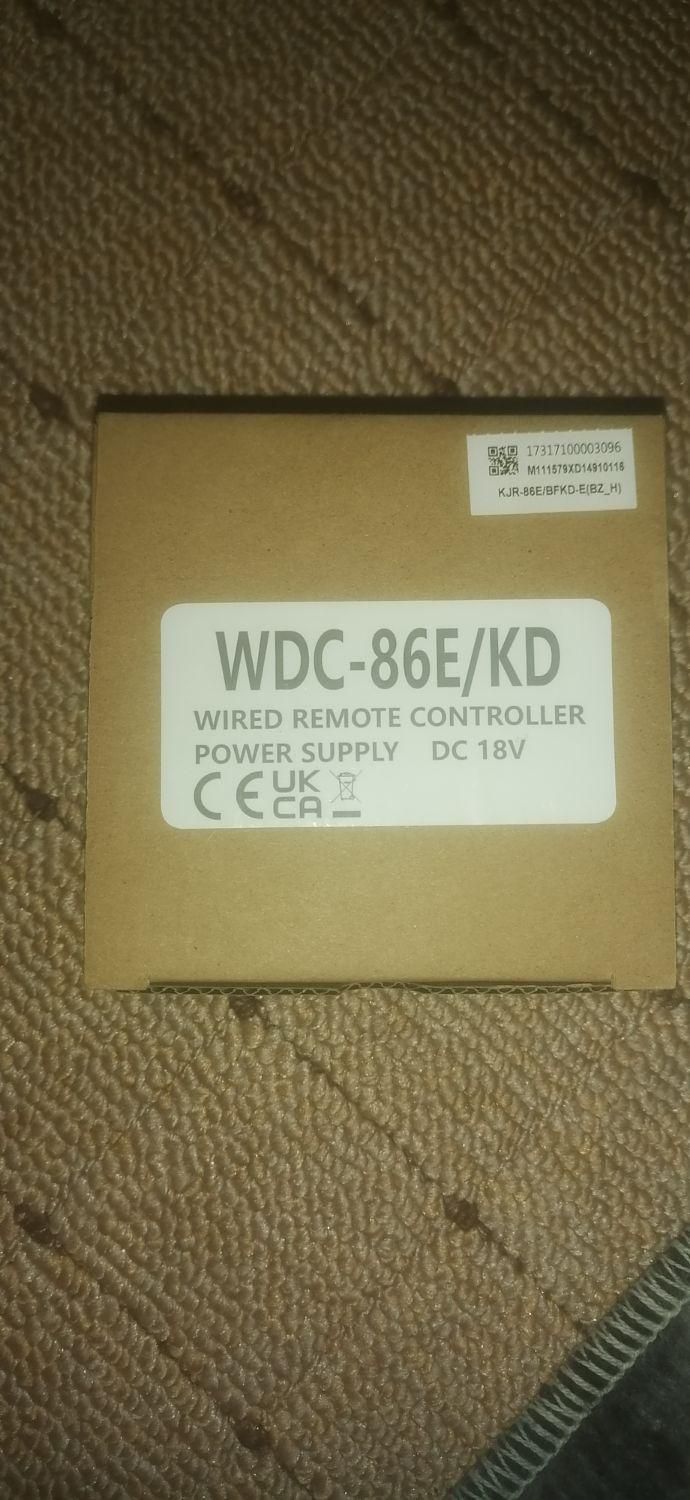 17317100003096
M111579XD14910116
KJR-86E/BFKD-E(BZ_H)
WDC-86E/KD
WIRED REMOTE CONTROLLER
POWER SUPPLY DC 18V
CE UK CA